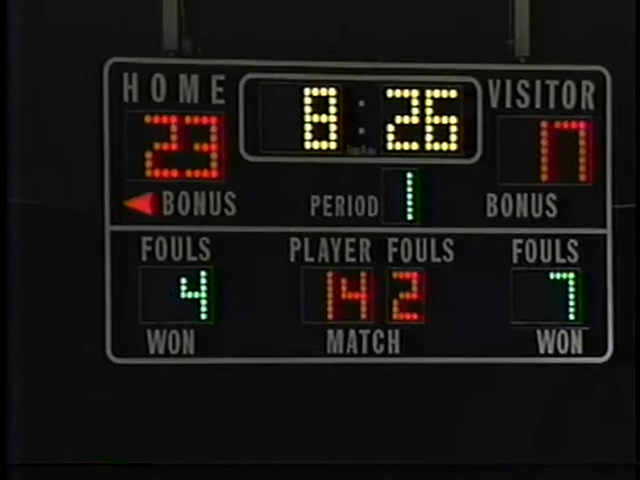 HOME 8:26 VISITOR
23 17
BONUS PERIOD 1 BONUS
FOULS PLAYER FOULS FOULS
4 14 2 7
WON MATCH WON